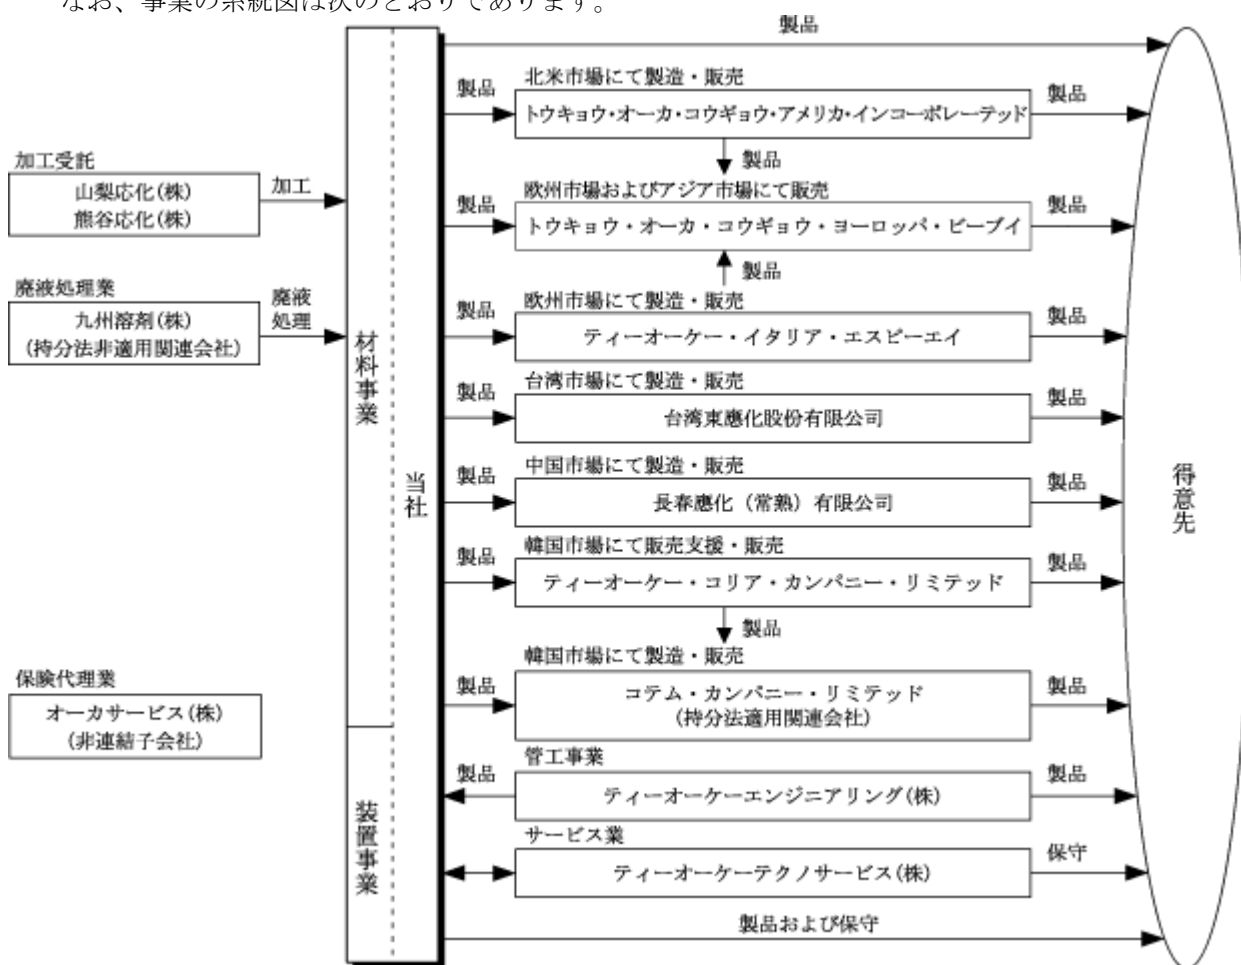 なお、事業の系統図は次のとおりであります。
製品
北米市場にて製造・販売
製品
トウキョウ・オーカ・コウギョウ・アメリカ・インコーポレーテッド
製品
製品
加工受託
山梨応化(株)
熊谷応化(株)
加工
欧州市場およびアジア市場にて販売
製品
トウキョウ・オーカ・コウギョウ・ヨーロッパ・ビーブイ
製品
製品
廃液処理業
九州溶剤(株)
(持分法非適用関連会社)
廃液
処理
欧州市場にて製造・販売
製品
ティーオーケー・イタリア・エスピーエイ
製品
材料事業
台湾市場にて製造・販売
製品
台湾東應化股份有限公司
製品
当社
中国市場にて製造・販売
製品
長春應化(常熟)有限公司
製品
得意先
韓国市場にて販売支援・販売
製品
ティーオーケー・コリア・カンパニー・リミテッド
製品
製品
韓国市場にて製造・販売
製品
コテム・カンパニー・リミテッド
(持分法適用関連会社)
製品
保険代理業
オーカサービス(株)
(非連結子会社)
管工事業
製品
ティーオーケーエンジニアリング(株)
製品
装置事業
サービス業
ティーオーケーテクノサービス(株)
保守
製品および保守